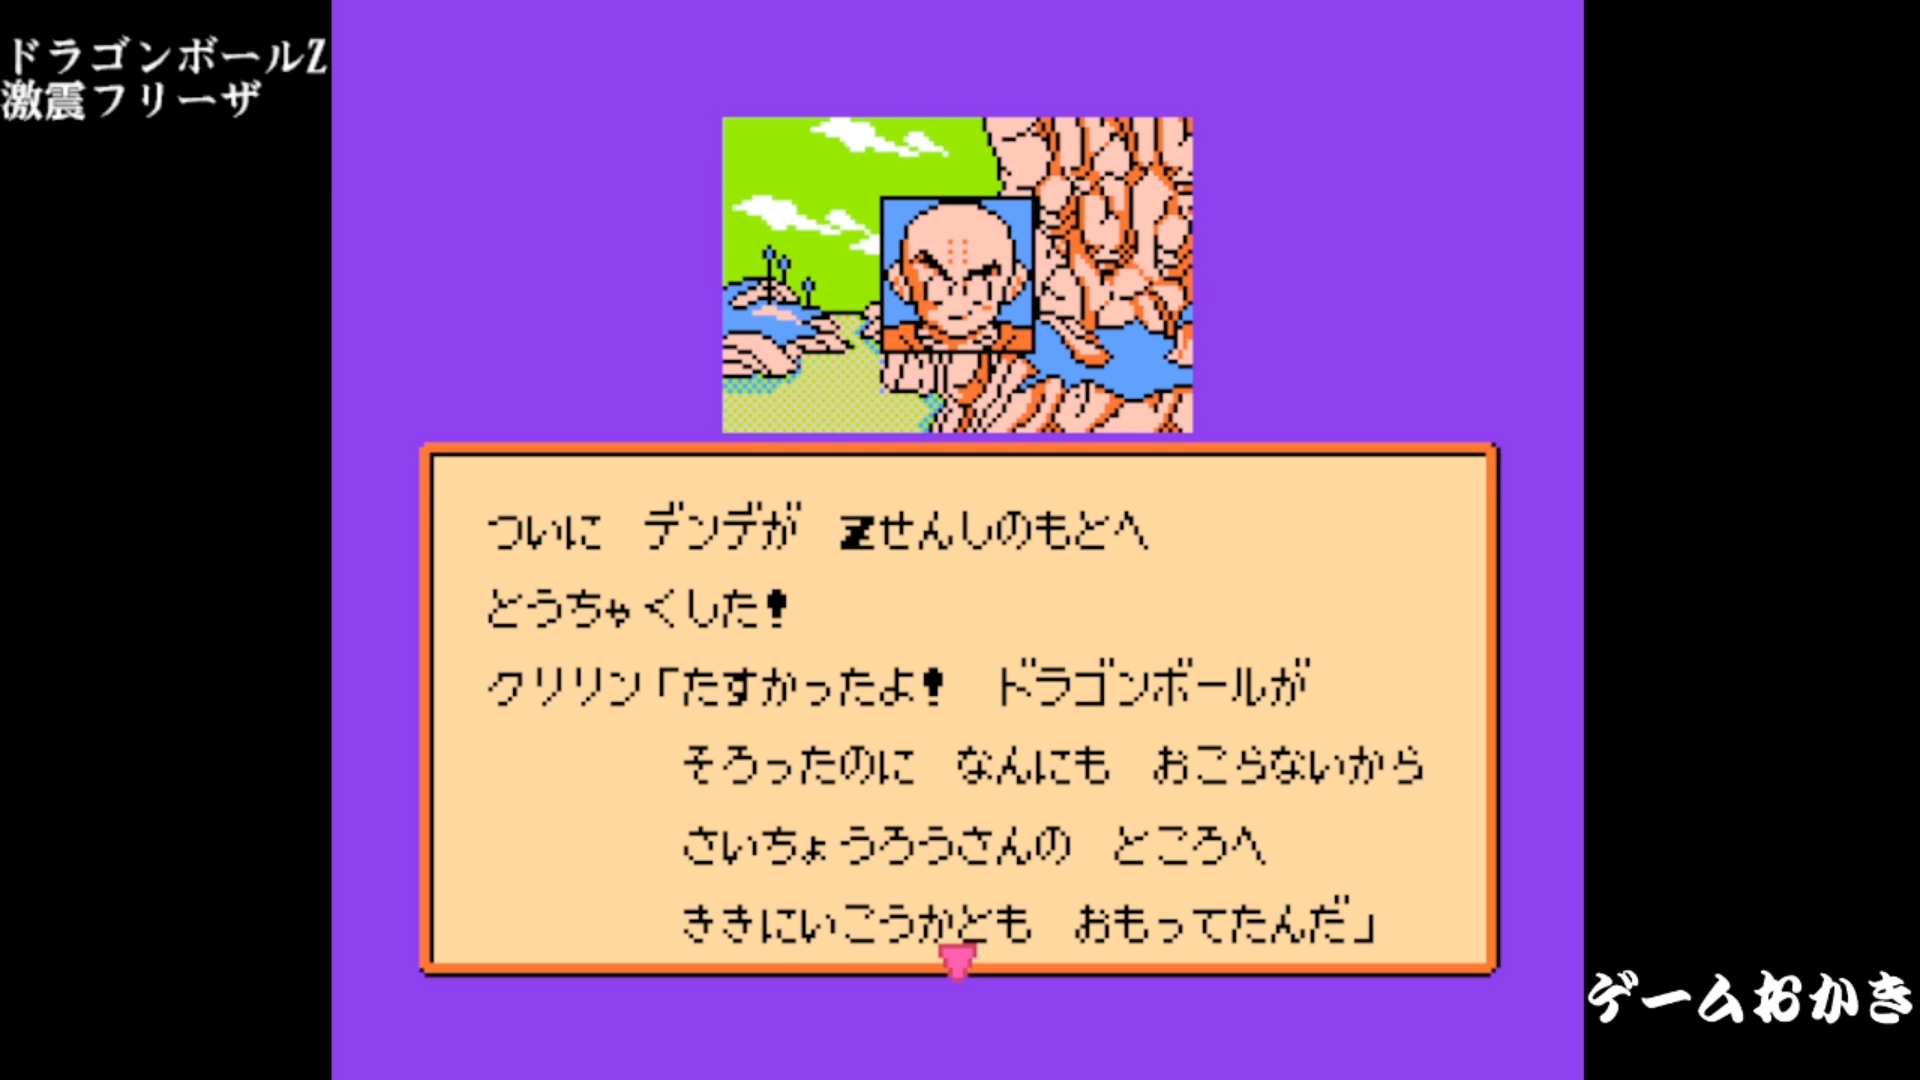 ドラゴンボールZ
激震フリーザ
ついに デンデが Zせんしのもとへ
とうちゃくした!
クリリン「たすかったよ! ドラゴンボールが
そろったのに なんにも おこらないから
さいちょうろうさんの ところへ
ききにいこうかとも おもってたんだ」
ゲームおかき